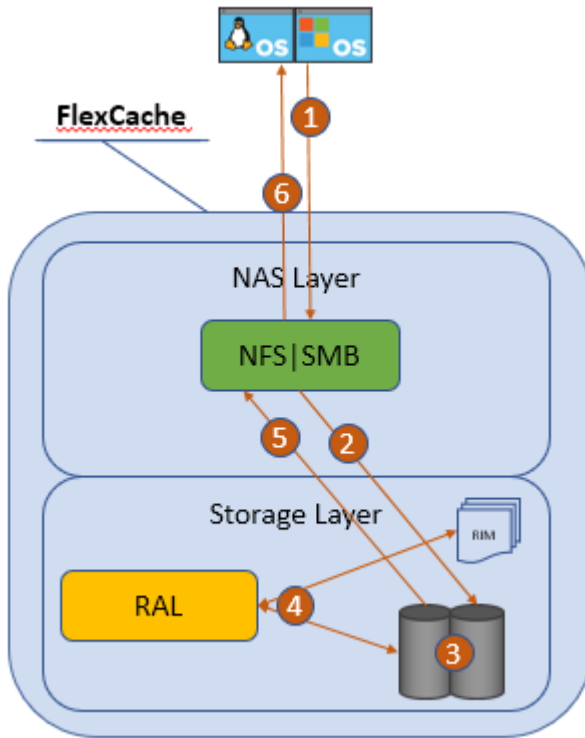 OS OS
FlexCache
1
6
NAS Layer
NFS|SMB
5 2
Storage Layer
RIM
RAL
4
3